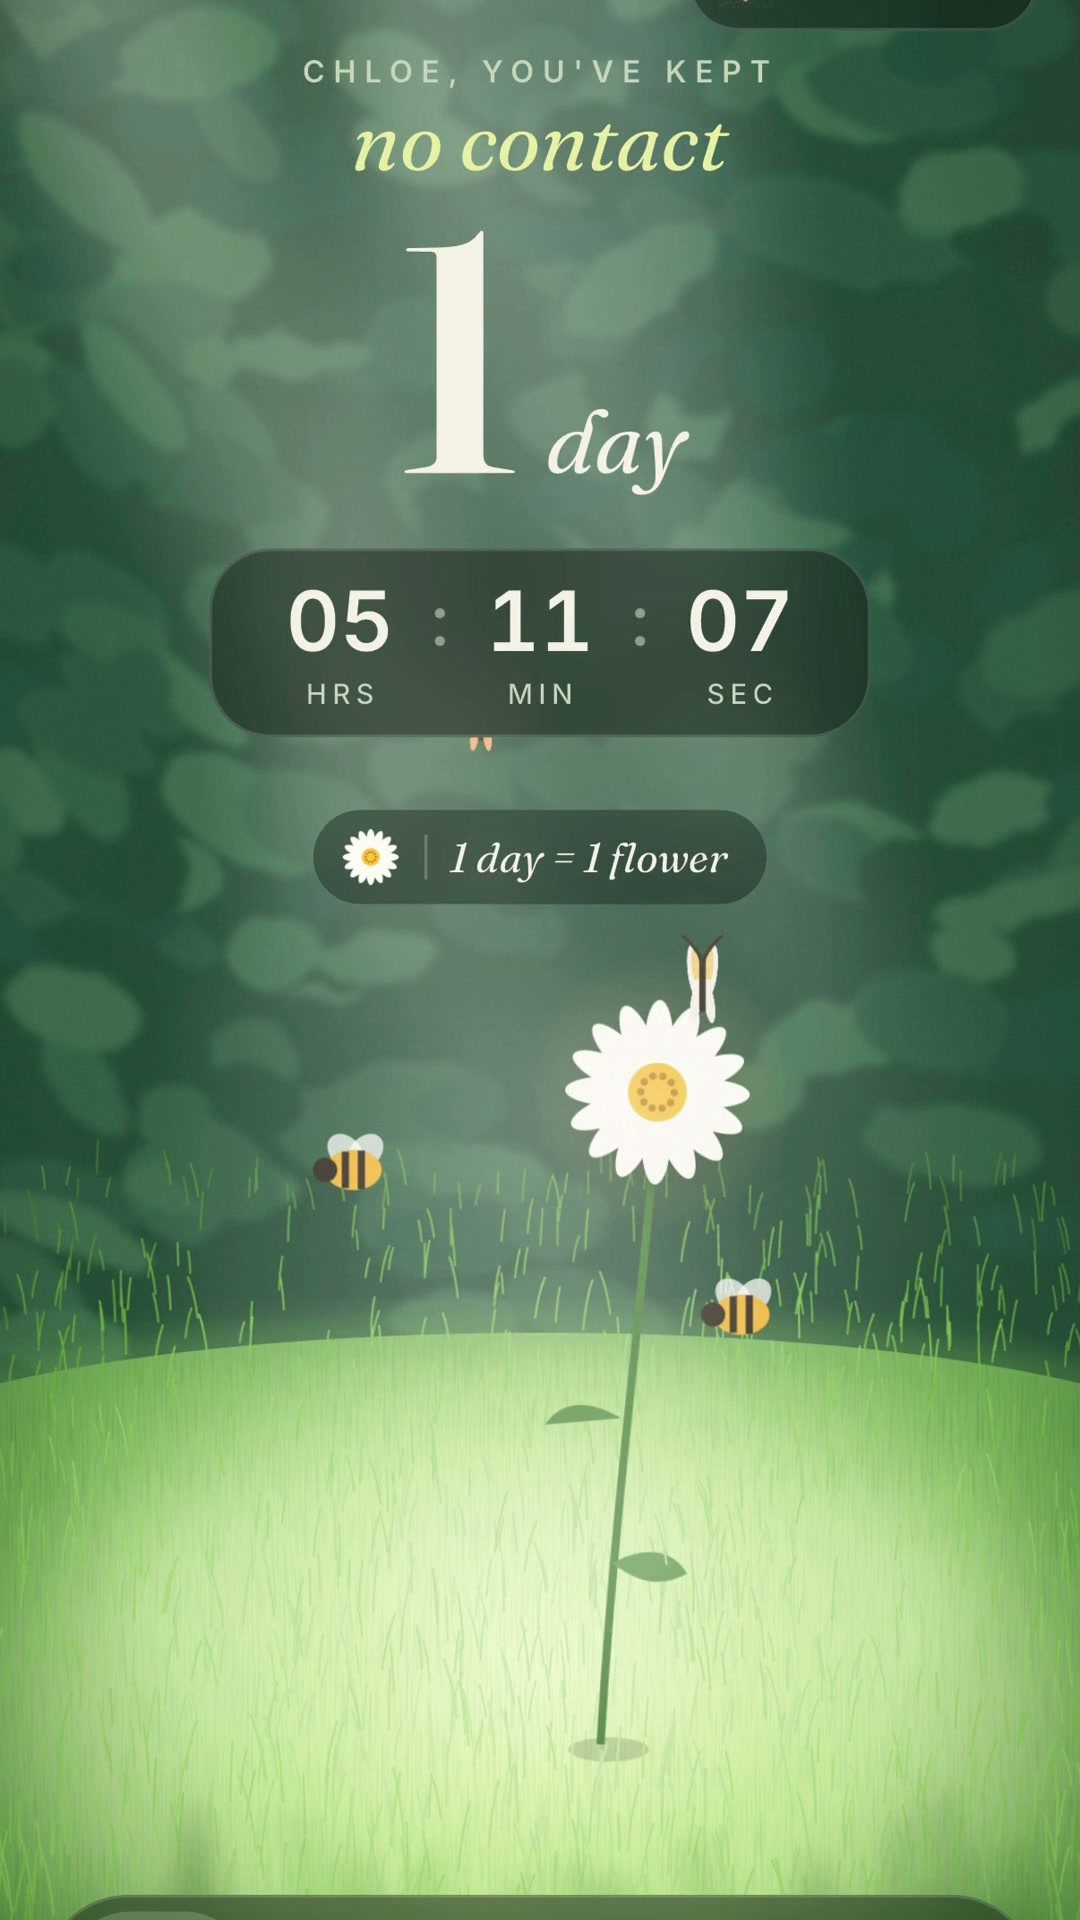 CHLOE, YOU'VE KEPT
no contact
1 day
05 : 11 : 07
HRS MIN SEC
1 day = 1 flower